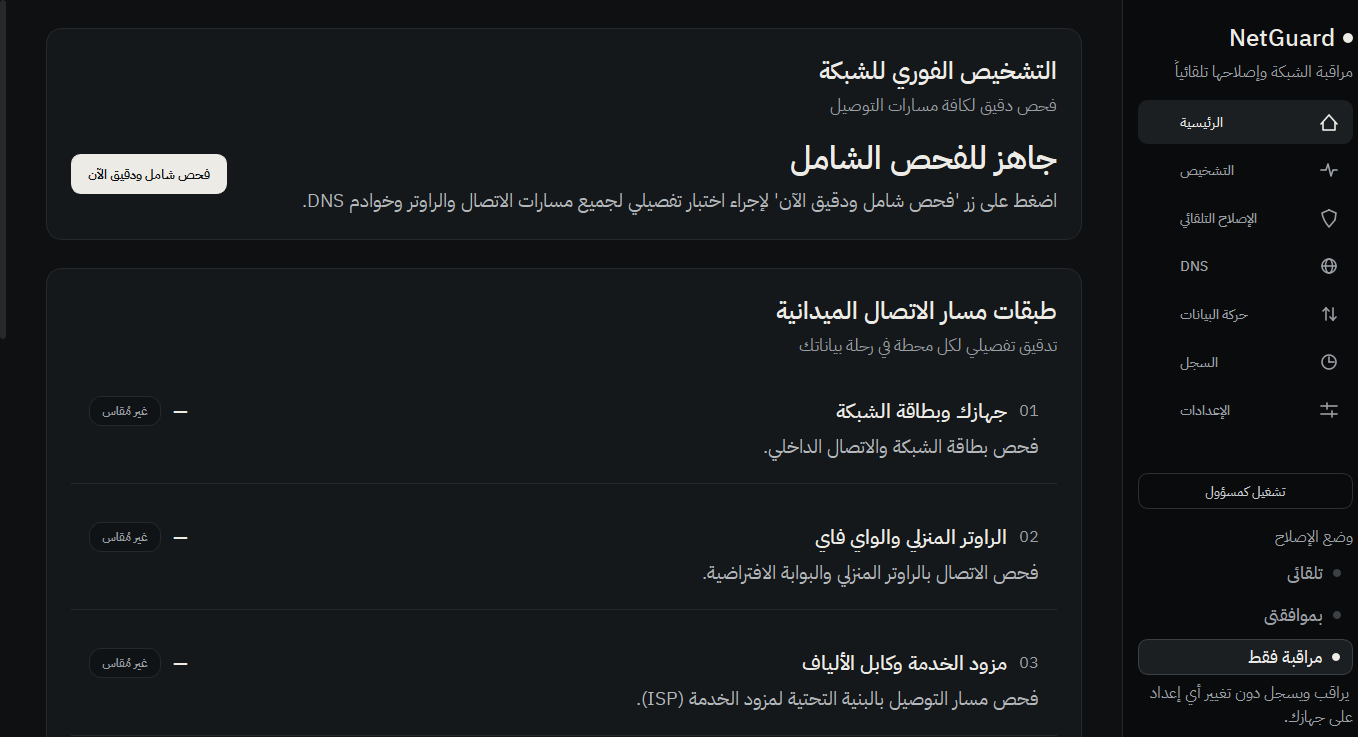 NetGuard
مراقبة الشبكة وإصلاحها تلقائياً
الرئيسية
التشخيص
الإصلاح التلقائي
DNS
حركة البيانات
السجل
الإعدادات
تشغيل كمسؤول
وضع الإصلاح
تلقائى
بموافقتى
مراقبة فقط
يراقب ويسجل دون تغيير أي إعداد
على جهازك.
التشخيص الفوري للشبكة
فحص دقيق لكافة مسارات التوصيل
جاهز للفحص الشامل
اضغط على زر 'فحص شامل ودقيق الآن' لإجراء اختبار تفصيلي لجميع مسارات الاتصال والراوتر وخوادم DNS.
فحص شامل ودقيق الآن
طبقات مسار الاتصال الميدانية
تدقيق تفصيلي لكل محطة في رحلة بياناتك
01 جهازك وبطاقة الشبكة — غير مُقاس
فحص بطاقة الشبكة والاتصال الداخلي.
02 الراوتر المنزلي والواي فاي — غير مُقاس
فحص الاتصال بالراوتر المنزلي والبوابة الافتراضية.
03 مزود الخدمة وكابل الألياف — غير مُقاس
فحص مسار التوصيل بالبنية التحتية لمزود الخدمة (ISP).